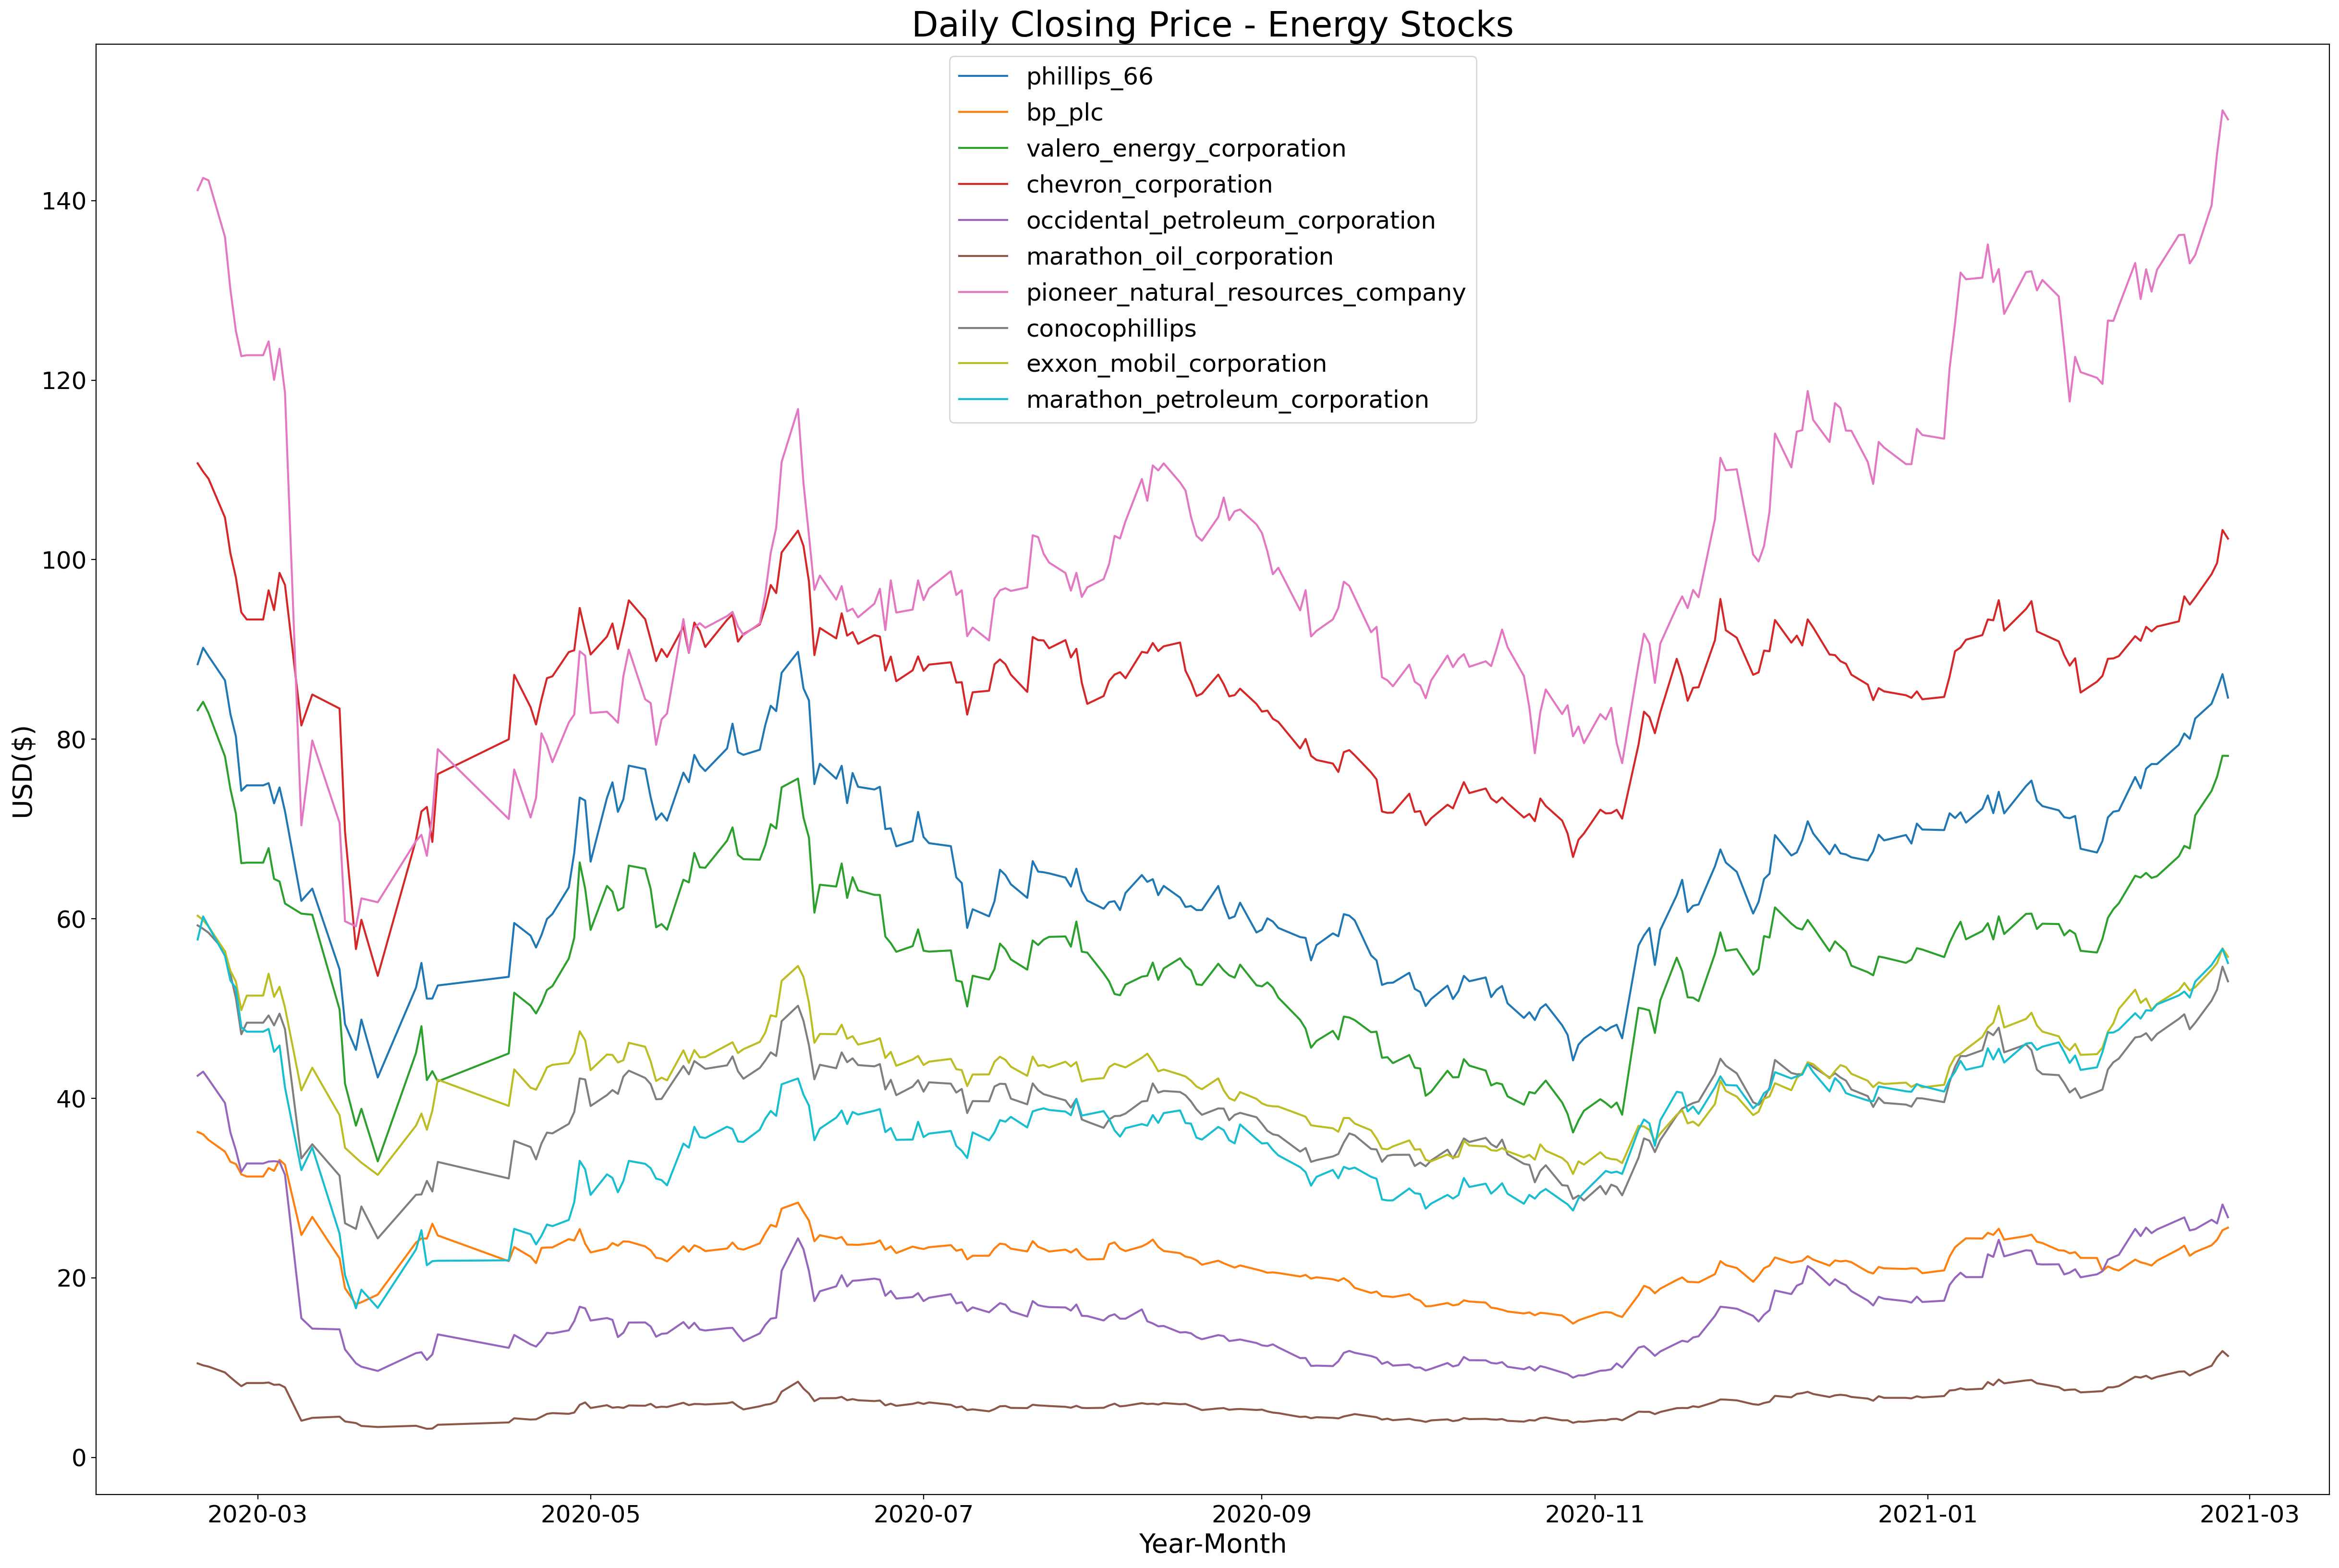 Daily Closing Price - Energy Stocks
phillips_66
bp_plc
valero_energy_corporation
chevron_corporation
occidental_petroleum_corporation
marathon_oil_corporation
pioneer_natural_resources_company
conocophillips
exxon_mobil_corporation
marathon_petroleum_corporation
140
120
100
80
60
40
20
0
USD($)
2020-03 2020-05 2020-07 2020-09 2020-11 2021-01 2021-03
Year-Month